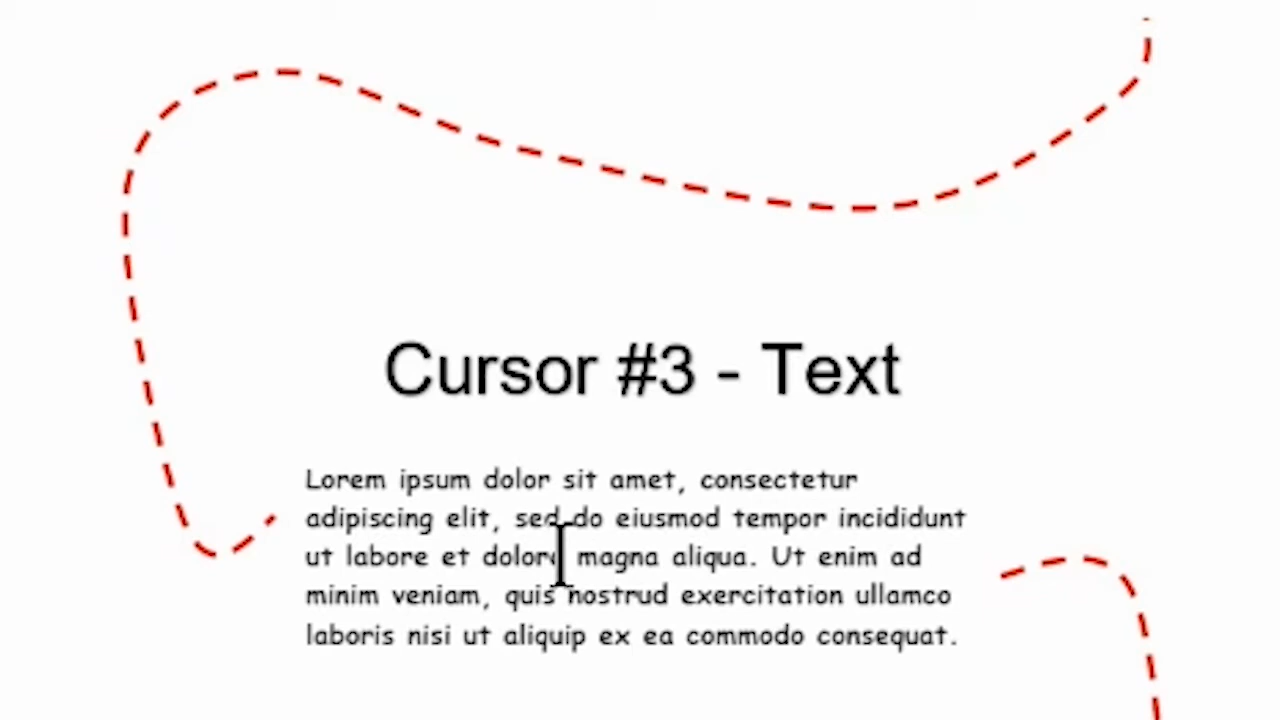 Cursor #3 - Text
Lorem ipsum dolor sit amet, consectetur
adipiscing elit, sed do eiusmod tempor incididunt
ut labore et dolore magna aliqua. Ut enim ad
minim veniam, quis nostrud exercitation ullamco
laboris nisi ut aliquip ex ea commodo consequat.